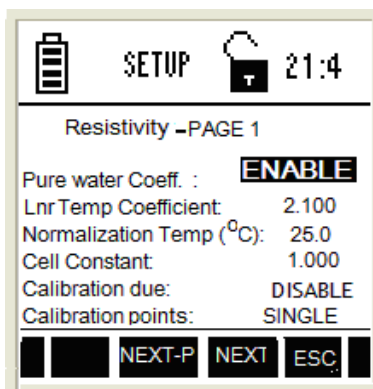 SETUP 21:4
Resistivity –PAGE 1
Pure water Coeff. : ENABLE
Lnr Temp Coefficient: 2.100
Normalization Temp (⁰C): 25.0
Cell Constant: 1.000
Calibration due: DISABLE
Calibration points: SINGLE
NEXT-P NEXT ESC